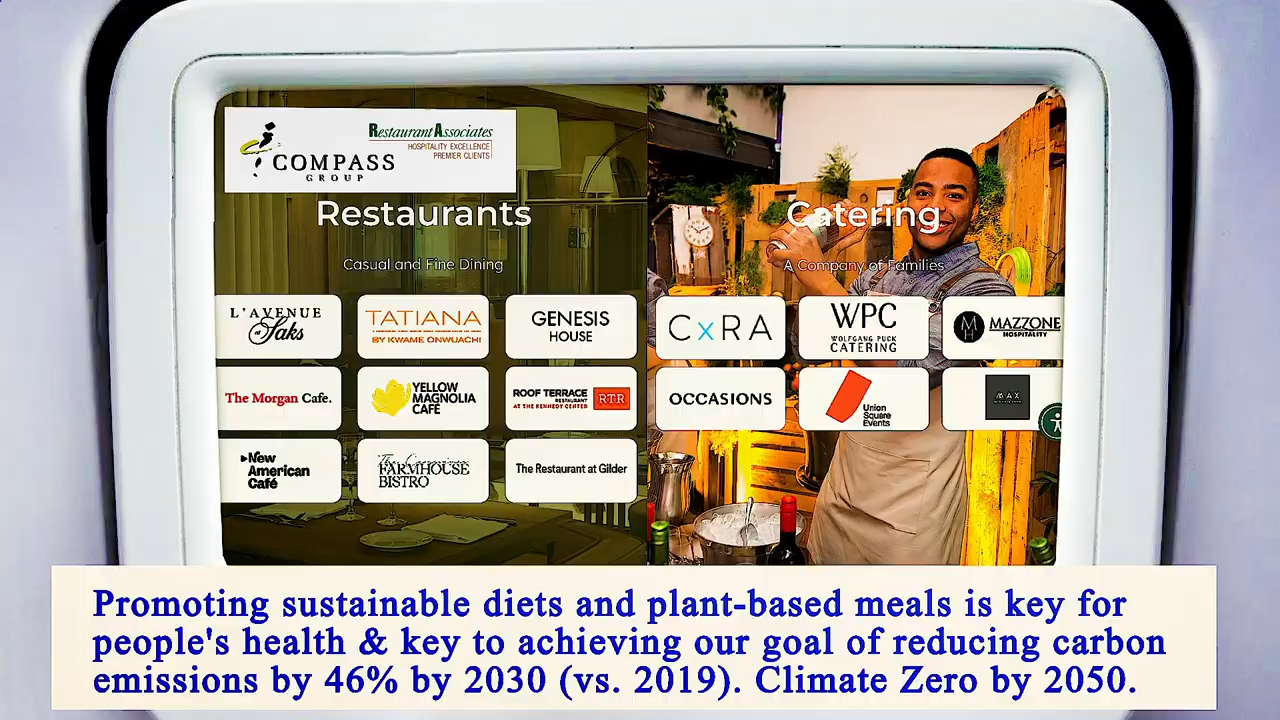 COMPASS
GROUP
Restaurant Associates
HOSPITALITY EXCELLENCE
PREMIER CLIENTS
Restaurants
Casual and Fine Dining
L'AVENUE
at Saks
TATIANA
BY KWAME ONWUACHI
GENESIS
HOUSE
The Morgan Cafe.
YELLOW
MAGNOLIA
CAFÉ
ROOF TERRACE
RESTAURANT
AT THE KENNEDY CENTER
RTR
New
American
Café
FARMHOUSE
BISTRO
The Restaurant at Gilder
Catering
A Company of Families
CxRA
WPC
WOLFGANG PUCK
CATERING
MH
MAZZONE
HOSPITALITY
OCCASIONS
Union
Square
Events
MAX
Promoting sustainable diets and plant-based meals is key for
people's health & key to achieving our goal of reducing carbon
emissions by 46% by 2030 (vs. 2019). Climate Zero by 2050.